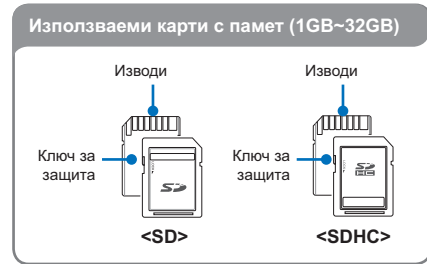 Използваеми карти с памет (1GB~32GB)
Изводи
Изводи
Ключ за
защита
Ключ за
защита
<SD>
<SDHC>